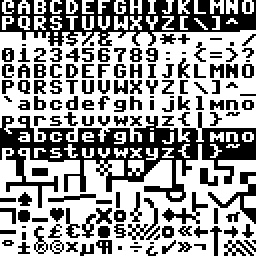 @ABCDEFGHIJKLMNO
PQRSTUVWXYZ[\]^_
!"#$%&'()*+,-./
0123456789:;<=>?
@ABCDEFGHIJKLMNO
PQRSTUVWXYZ[\]^_
`abcdefghijklmno
pqrstuvwxyz{|}~
`abcdefghijklmno
pqrstuvwxyz{|}~